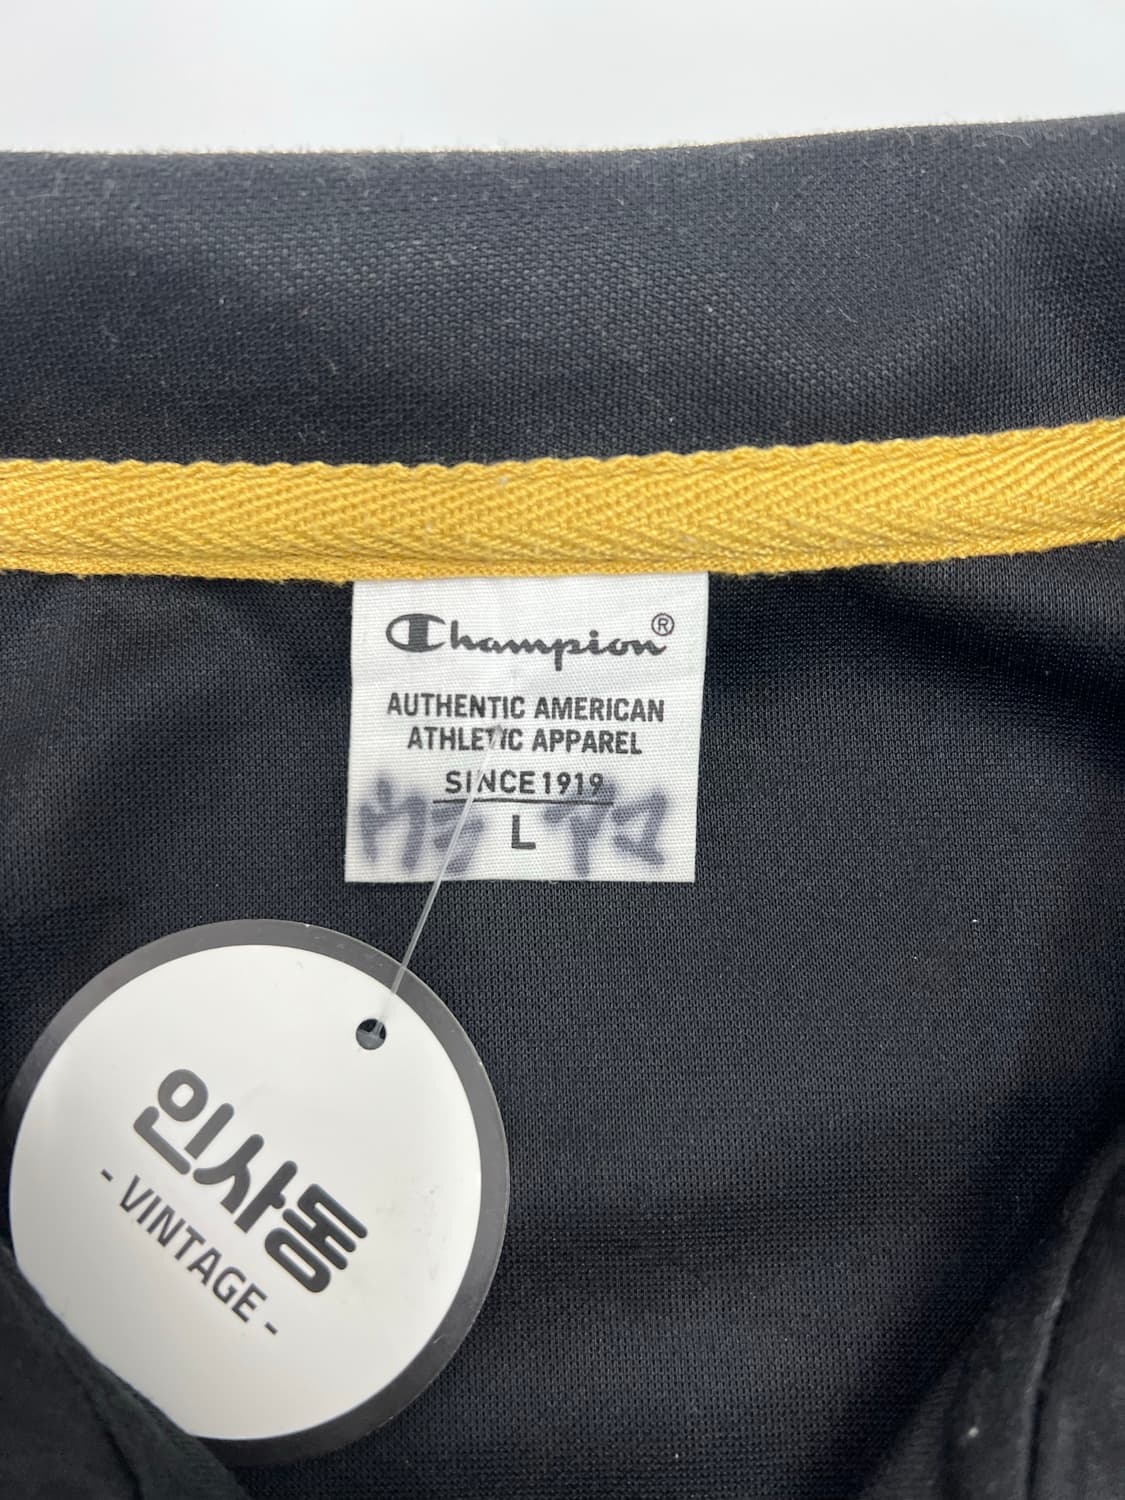 Champion®
AUTHENTIC AMERICAN
ATHLETIC APPAREL
SINCE 1919
L
인사동
- VINTAGE -